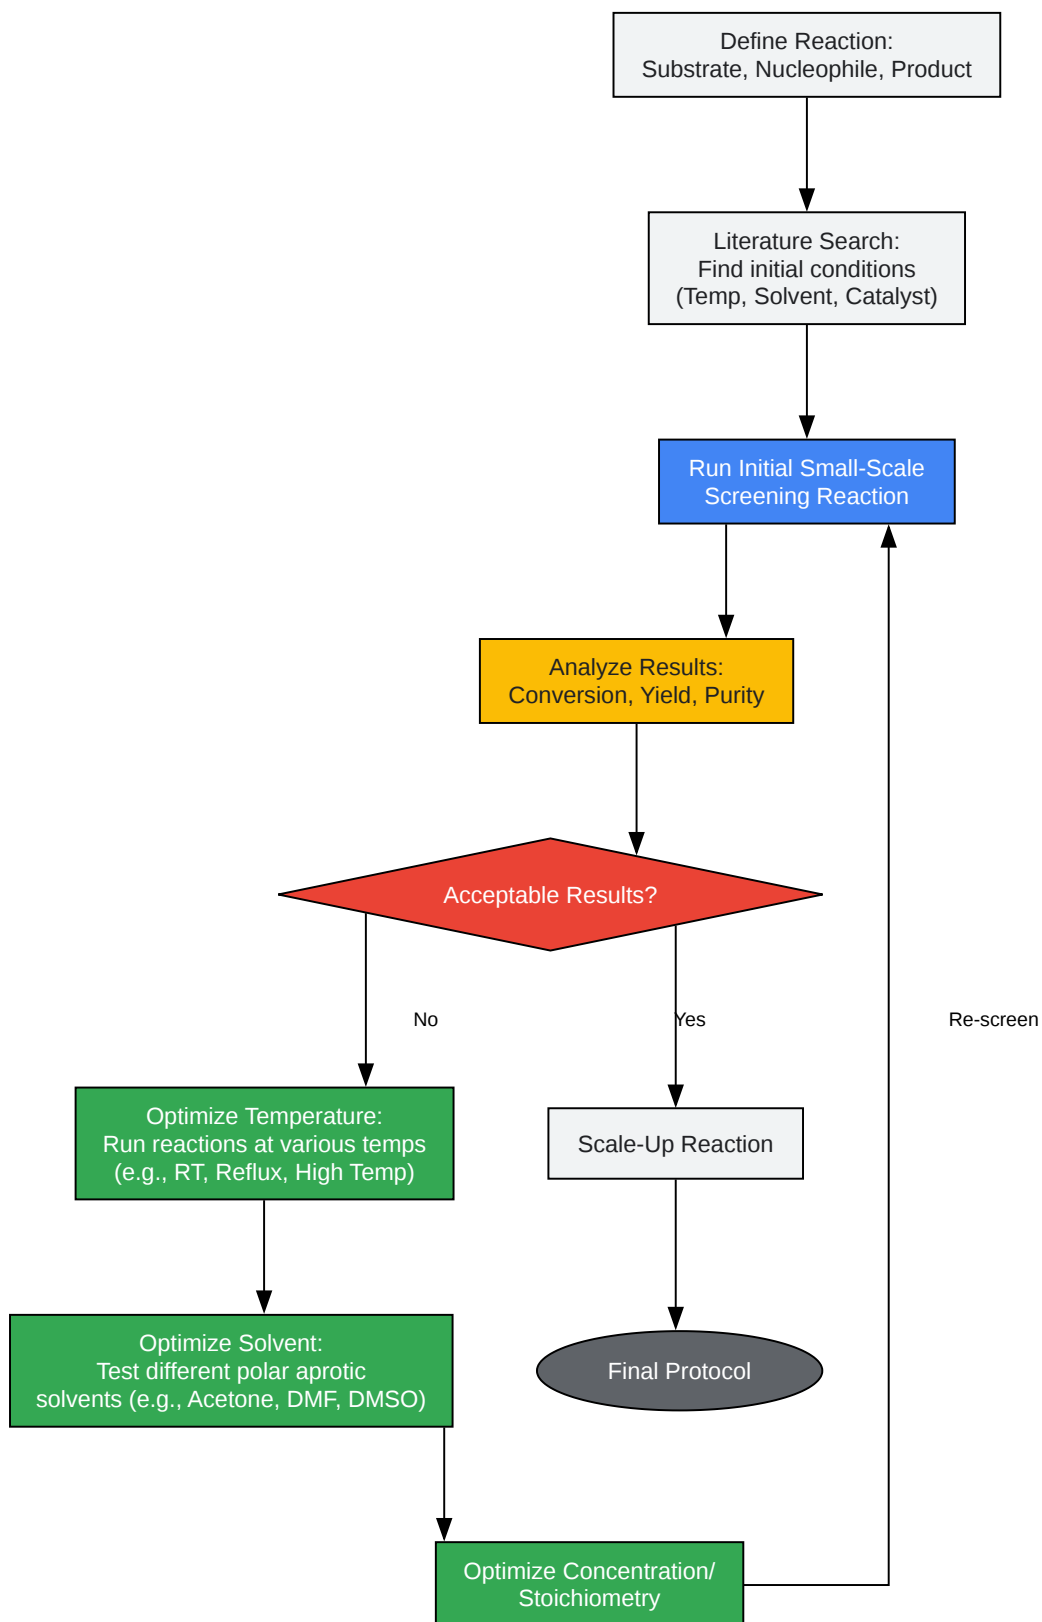 Define Reaction:
Substrate, Nucleophile, Product
Literature Search:
Find initial conditions
(Temp, Solvent, Catalyst)
Run Initial Small-Scale
Screening Reaction
Analyze Results:
Conversion, Yield, Purity
Acceptable Results?
No
Yes
Re-screen
Optimize Temperature:
Run reactions at various temps
(e.g., RT, Reflux, High Temp)
Scale-Up Reaction
Optimize Solvent:
Test different polar aprotic
solvents (e.g., Acetone, DMF, DMSO)
Final Protocol
Optimize Concentration/
Stoichiometry